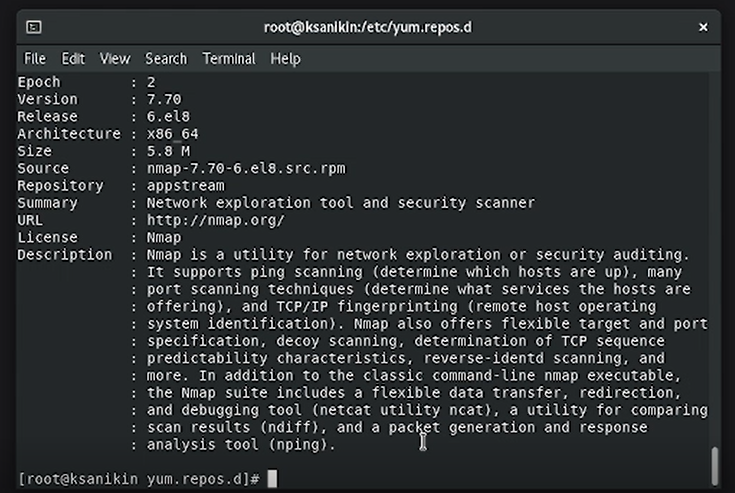 root@ksanikin:/etc/yum.repos.d
File Edit View Search Terminal Help
Epoch : 2
Version : 7.70
Release : 6.el8
Architecture : x86_64
Size : 5.8 M
Source : nmap-7.70-6.el8.src.rpm
Repository : appstream
Summary : Network exploration tool and security scanner
URL : http://nmap.org/
License : Nmap
Description : Nmap is a utility for network exploration or security auditing.
: It supports ping scanning (determine which hosts are up), many
: port scanning techniques (determine what services the hosts are
: offering), and TCP/IP fingerprinting (remote host operating
: system identification). Nmap also offers flexible target and port
: specification, decoy scanning, determination of TCP sequence
: predictability characteristics, reverse-identd scanning, and
: more. In addition to the classic command-line nmap executable,
: the Nmap suite includes a flexible data transfer, redirection,
: and debugging tool (netcat utility ncat), a utility for comparing
: scan results (ndiff), and a packet generation and response
: analysis tool (nping).
[root@ksanikin yum.repos.d]#